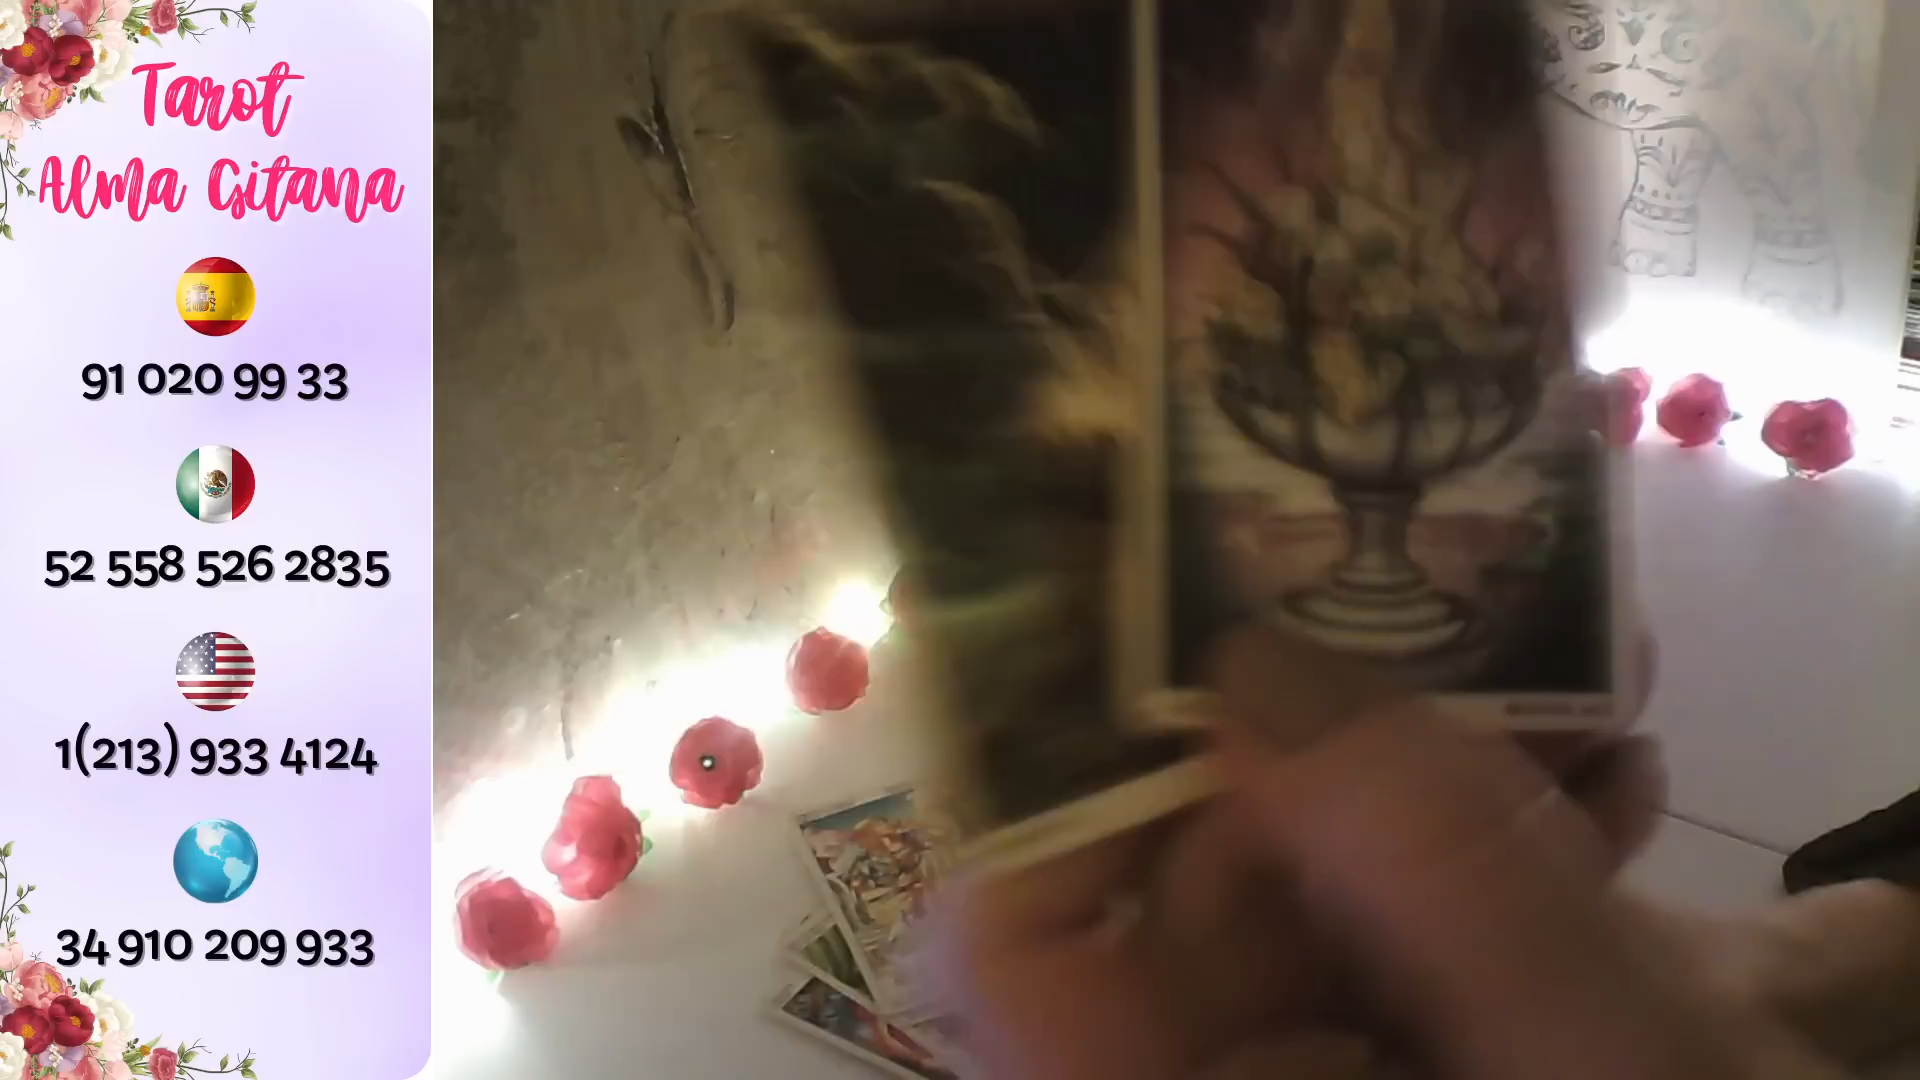 Tarot
Alma Gitana
91 020 99 33
52 558 526 2835
1(213) 933 4124
34 910 209 933